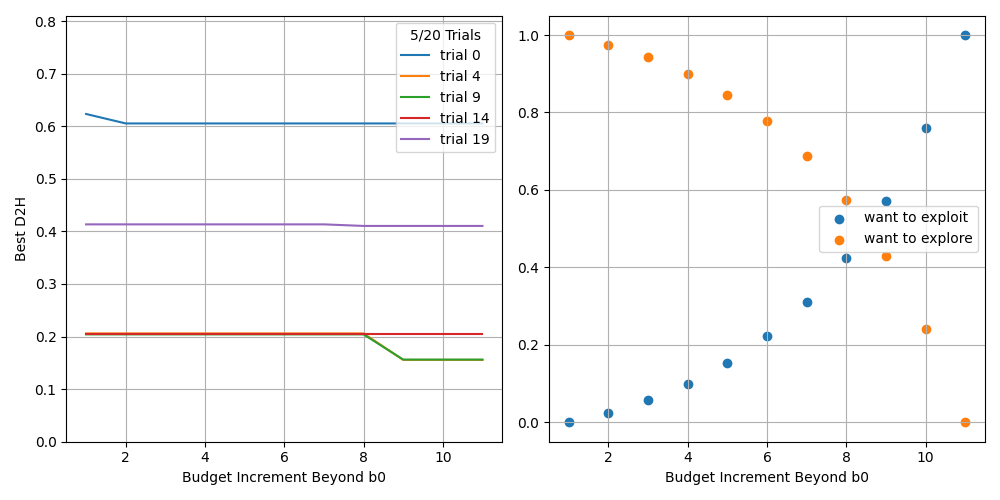 0.8
0.7
0.6
0.5
0.4
0.3
0.2
0.1
0.0
Best D2H
5/20 Trials
trial 0
trial 4
trial 9
trial 14
trial 19
2 4 6 8 10
Budget Increment Beyond b0
1.0
0.8
0.6
0.4
0.2
0.0
want to exploit
want to explore
2 4 6 8 10
Budget Increment Beyond b0